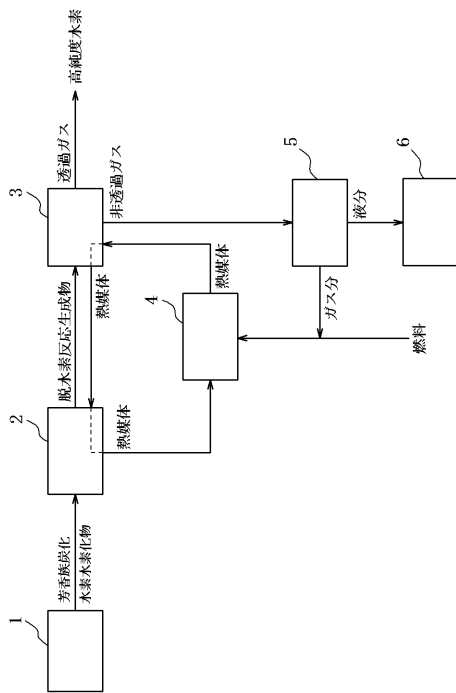 1
芳香族炭化
水素水素化物
2
脱水素反応生成物
熱媒体
熱媒体
3
透過ガス
高純度水素
非透過ガス
4
熱媒体
5
ガス分
液分
燃料
6